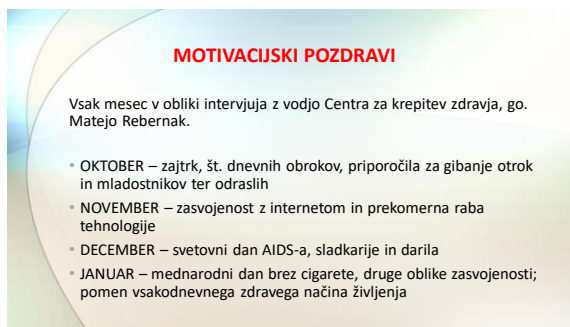 MOTIVACIJSKI POZDRAVI
Vsak mesec v obliki intervjuja z vodjo Centra za krepitev zdravja, go.
Matejo Rebernak.
• OKTOBER – zajtrk, št. dnevnih obrokov, priporočila za gibanje otrok
in mladostnikov ter odraslih
• NOVEMBER – zasvojenost z internetom in prekomerna raba
tehnologije
• DECEMBER – svetovni dan AIDS-a, sladkarije in darila
• JANUAR – mednarodni dan brez cigarete, druge oblike zasvojenosti;
pomen vsakodnevnega zdravega načina življenja